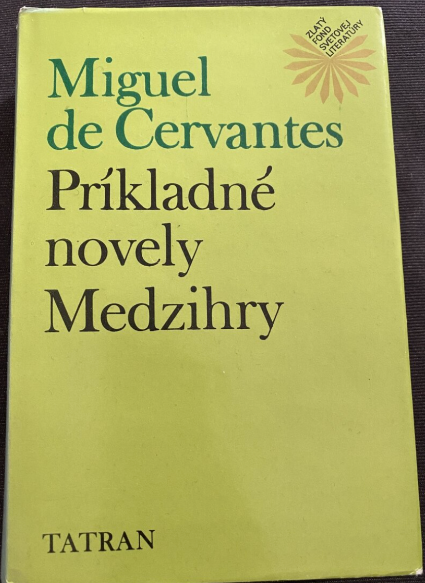 ZLATÝ
FOND
SVETOVEJ
LITERATÚRY
Miguel
de Cervantes
Príkladné
novely
Medzihry
TATRAN